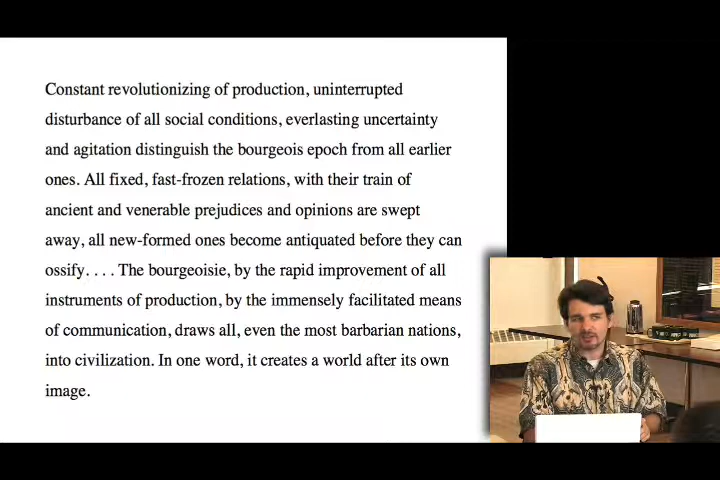 Constant revolutionizing of production, uninterrupted
disturbance of all social conditions, everlasting uncertainty
and agitation distinguish the bourgeois epoch from all earlier
ones. All fixed, fast-frozen relations, with their train of
ancient and venerable prejudices and opinions are swept
away, all new-formed ones become antiquated before they can
ossify. . . . The bourgeoisie, by the rapid improvement of all
instruments of production, by the immensely facilitated means
of communication, draws all, even the most barbarian nations,
into civilization. In one word, it creates a world after its own
image.